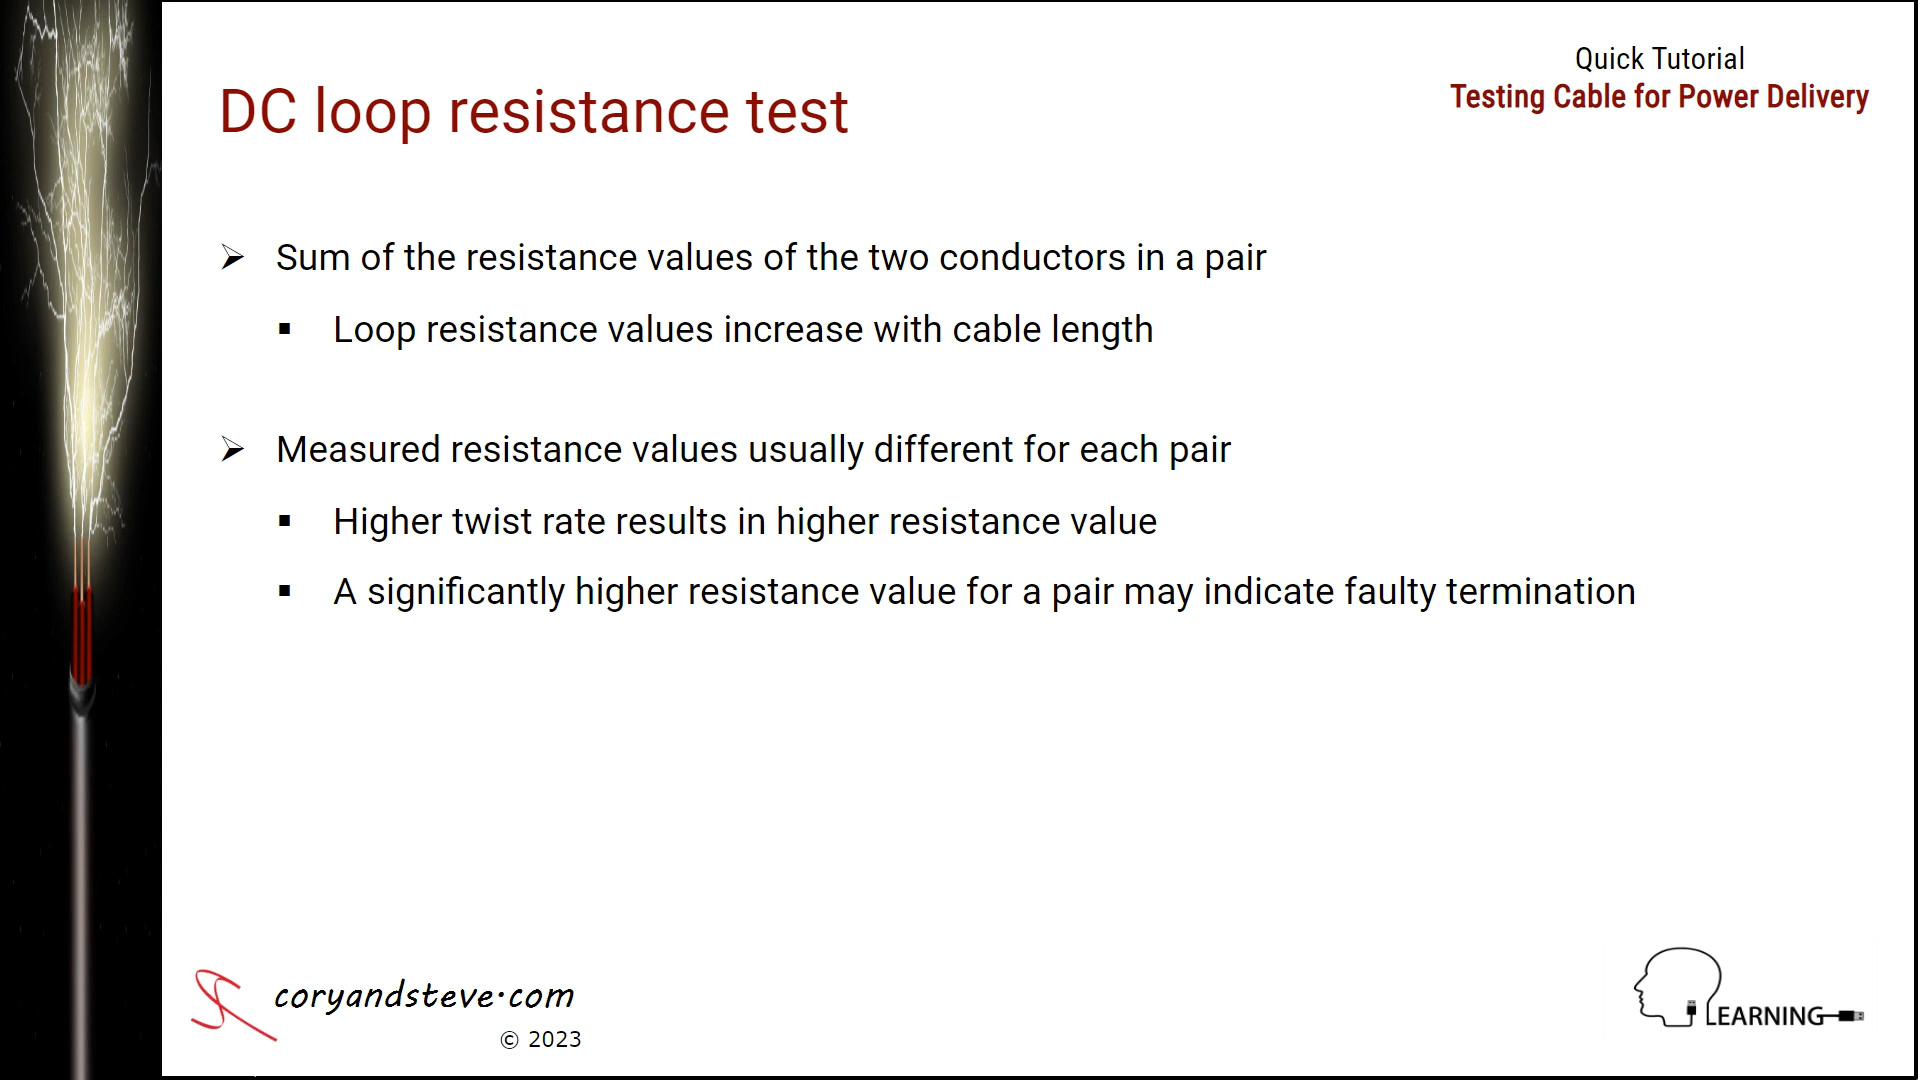 Quick Tutorial
Testing Cable for Power Delivery
DC loop resistance test
➢ Sum of the resistance values of the two conductors in a pair
▪ Loop resistance values increase with cable length
➢ Measured resistance values usually different for each pair
▪ Higher twist rate results in higher resistance value
▪ A significantly higher resistance value for a pair may indicate faulty termination
coryandsteve.com
© 2023
LEARNING